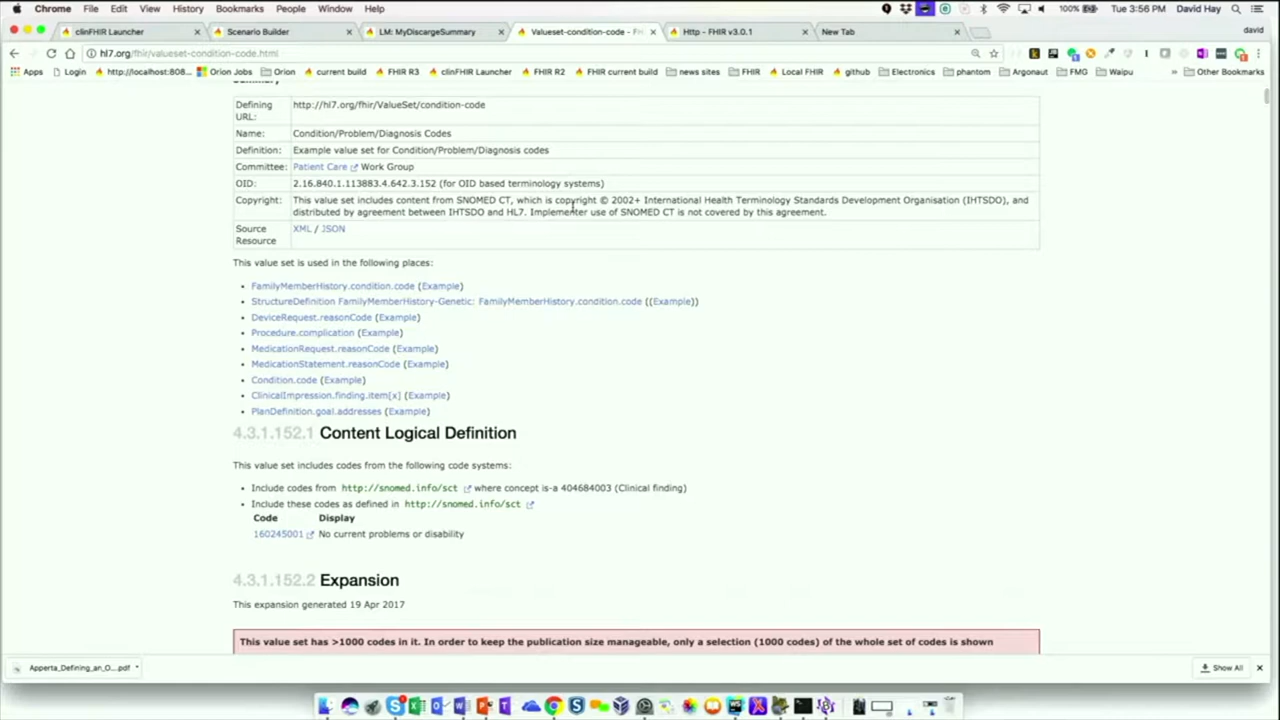 Chrome File Edit View History Bookmarks People Window Help 100% Tue 3:56 PM David Hay
clinFHIR Launcher Scenario Builder LM: MyDiscargeSummary Valueset-condition-code - FH Http - FHIR v3.0.1 New Tab david
hl7.org/fhir/valueset-condition-code.html
Apps Login http://localhost:808... Orion Jobs Orion current build FHIR R3 clinFHIR Launcher FHIR R2 FHIR current build news sites FHIR Local FHIR github Electronics phantom Argonaut FMG Waipu » Other Bookmarks
Defining URL: http://hl7.org/fhir/ValueSet/condition-code
Name: Condition/Problem/Diagnosis Codes
Definition: Example value set for Condition/Problem/Diagnosis codes
Committee: Patient Care Work Group
OID: 2.16.840.1.113883.4.642.3.152 (for OID based terminology systems)
Copyright: This value set includes content from SNOMED CT, which is copyright © 2002+ International Health Terminology Standards Development Organisation (IHTSDO), and
distributed by agreement between IHTSDO and HL7. Implementer use of SNOMED CT is not covered by this agreement.
Source Resource XML / JSON
This value set is used in the following places:
• FamilyMemberHistory.condition.code (Example)
• StructureDefinition FamilyMemberHistory-Genetic: FamilyMemberHistory.condition.code ((Example))
• DeviceRequest.reasonCode (Example)
• Procedure.complication (Example)
• MedicationRequest.reasonCode (Example)
• MedicationStatement.reasonCode (Example)
• Condition.code (Example)
• ClinicalImpression.finding.item[x] (Example)
• PlanDefinition.goal.addresses (Example)
4.3.1.152.1 Content Logical Definition
This value set includes codes from the following code systems:
• Include codes from http://snomed.info/sct where concept is-a 404684003 (Clinical finding)
• Include these codes as defined in http://snomed.info/sct
Code Display
160245001 No current problems or disability
4.3.1.152.2 Expansion
This expansion generated 19 Apr 2017
This value set has >1000 codes in it. In order to keep the publication size manageable, only a selection (1000 codes) of the whole set of codes is shown
Apperta_Defining_an_O....pdf Show All